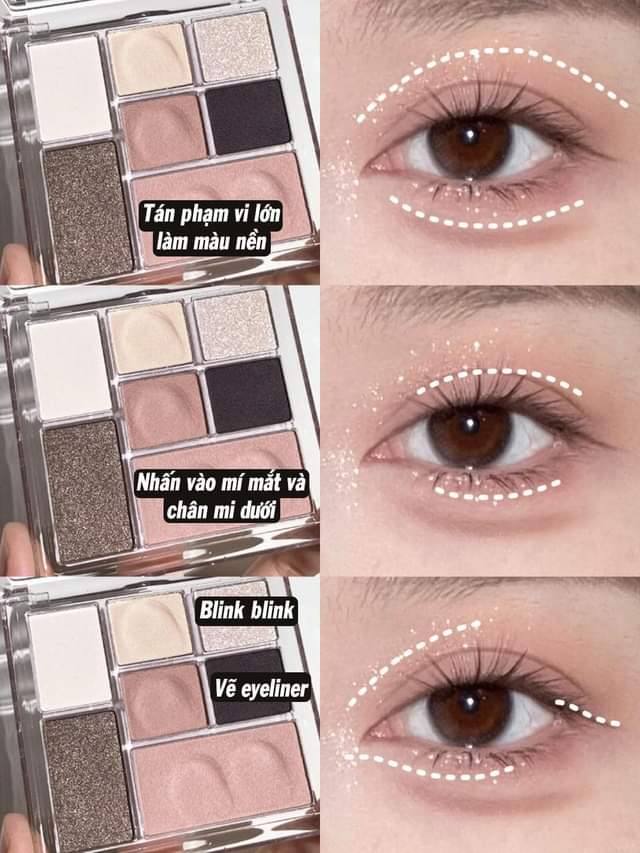 Tán phạm vi lớn
làm màu nền
Nhấn vào mí mắt và
chân mi dưới
Blink blink
Vẽ eyeliner